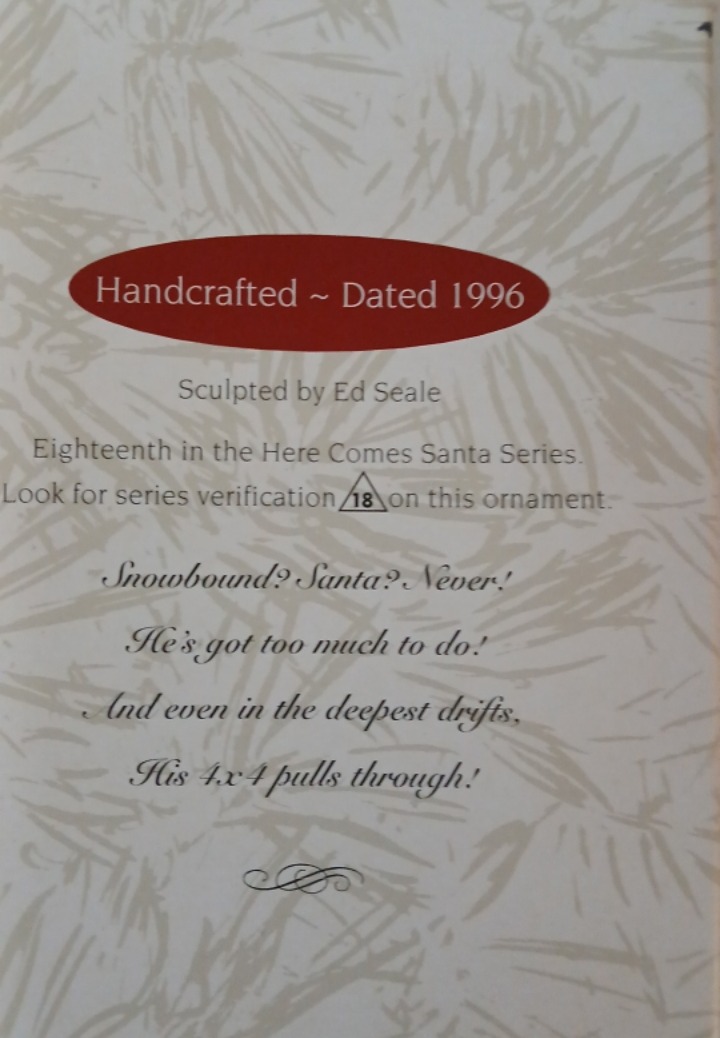 Handcrafted ~ Dated 1996
Sculpted by Ed Seale
Eighteenth in the Here Comes Santa Series.
Look for series verification 18 on this ornament.
Snowbound? Santa? Never!
He's got too much to do!
And even in the deepest drifts,
His 4x4 pulls through!